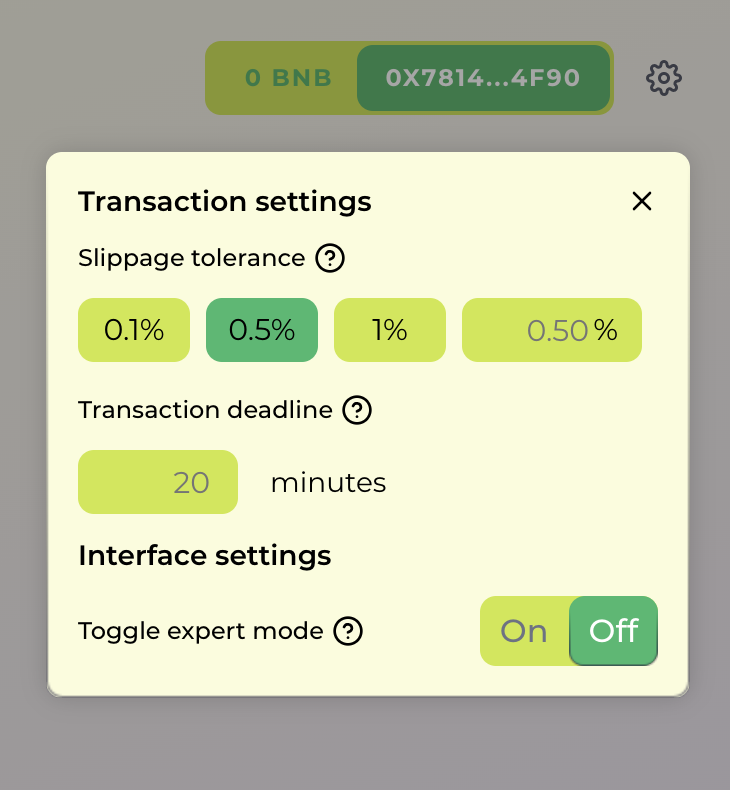 0 BNB 0X7814...4F90
Transaction settings
Slippage tolerance
0.1% 0.5% 1% 0.50 %
Transaction deadline
20 minutes
Interface settings
Toggle expert mode On Off